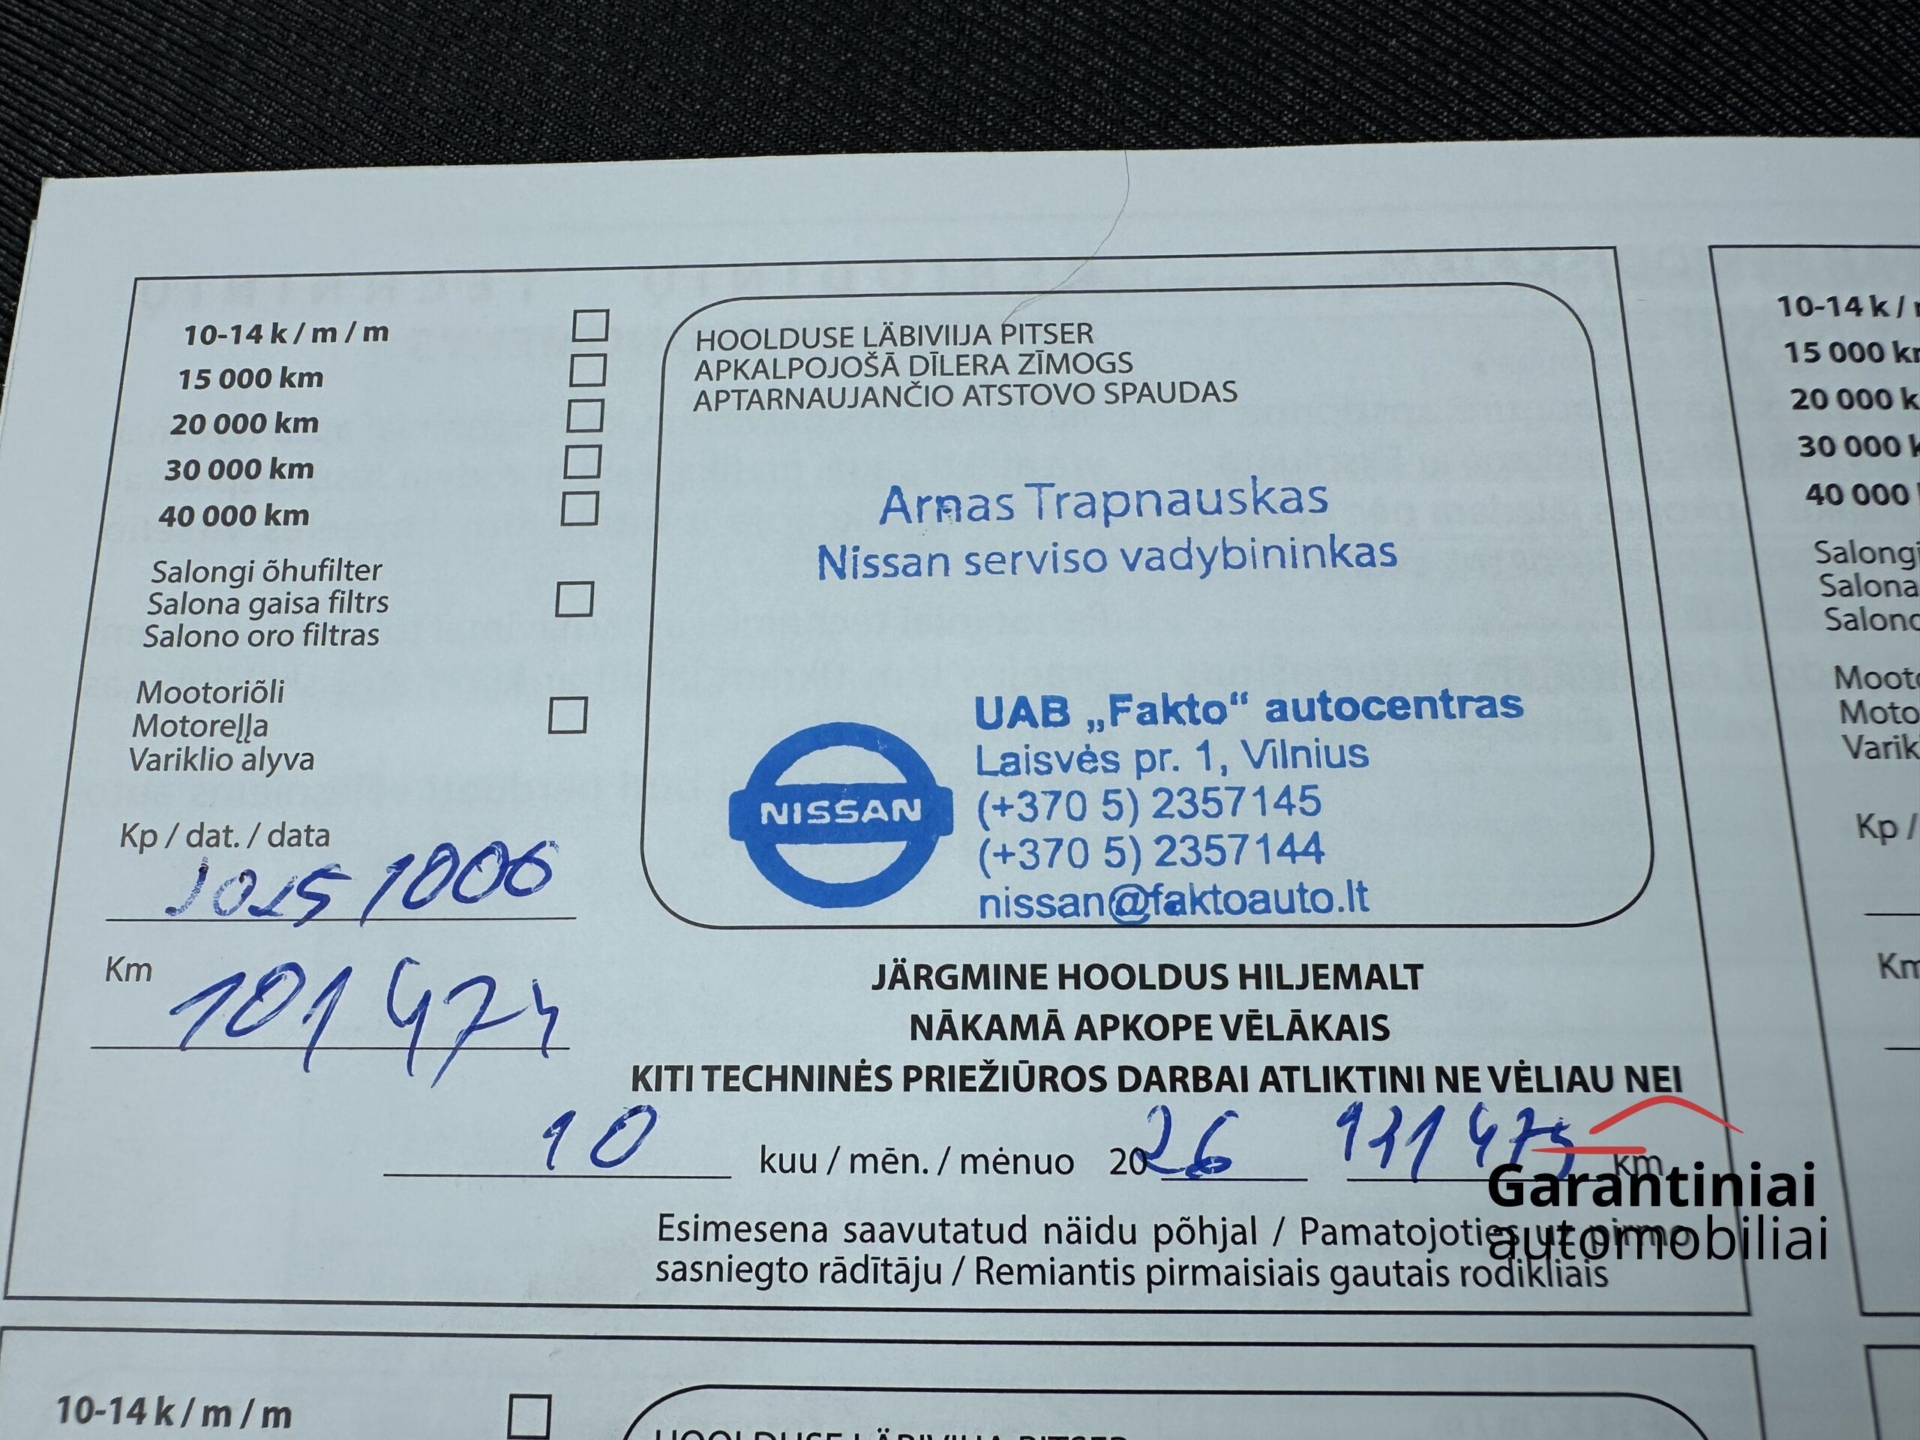 10-14 k / m / m
15 000 km
20 000 km
30 000 km
40 000 km
Salongi õhufilter
Salona gaisa filtrs
Salono oro filtras
Mootoriõli
Motoreļļa
Variklio alyva
Kp / dat. / data
2025 1006
Km
101 474
HOOLDUSE LÄBIVIIJA PITSER
APKALPOJOŠĀ DĪLERA ZĪMOGS
APTARNAUJANČIO ATSTOVO SPAUDAS
Arnas Trapnauskas
Nissan serviso vadybininkas
NISSAN
UAB „Fakto“ autocentras
Laisvės pr. 1, Vilnius
(+370 5) 2357145
(+370 5) 2357144
nissan@faktoauto.lt
JÄRGMINE HOOLDUS HILJEMALT
NĀKAMĀ APKOPE VĒLĀKAIS
KITI TECHNINĖS PRIEŽIŪROS DARBAI ATLIKTINI NE VĖLIAU NEI
10 kuu / mēn. / mėnuo 2026 km
Esimesena saavutatud näidu põhjal / Pamatojoties uz pirmo
sasniegto rādītāju / Remiantis pirmaisiais gautais rodikliais
Garantiniai
automobiliai
10-14 k /
15 000 km
20 000 k
30 000 k
40 000
Salongi
Salona
Salono
Mooto
Moto
Varik
Kp /
Km
10-14 k / m / m
HOOLDUSE LÄBIVIIJA PITSER